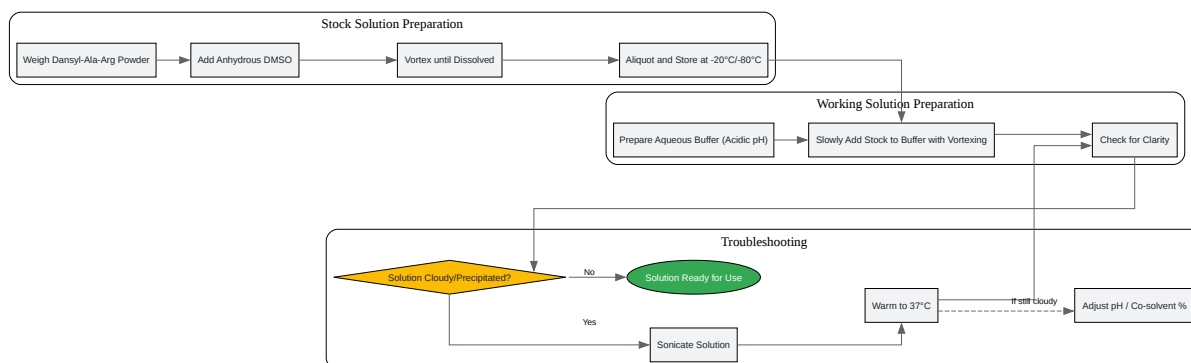 Stock Solution Preparation
Weigh Dansyl-Ala-Arg Powder
Add Anhydrous DMSO
Vortex until Dissolved
Aliquot and Store at -20°C/-80°C
Working Solution Preparation
Prepare Aqueous Buffer (Acidic pH)
Slowly Add Stock to Buffer with Vortexing
Check for Clarity
Troubleshooting
Solution Cloudy/Precipitated?
No
Solution Ready for Use
Yes
Sonicate Solution
Warm to 37°C
If still cloudy
Adjust pH / Co-solvent %